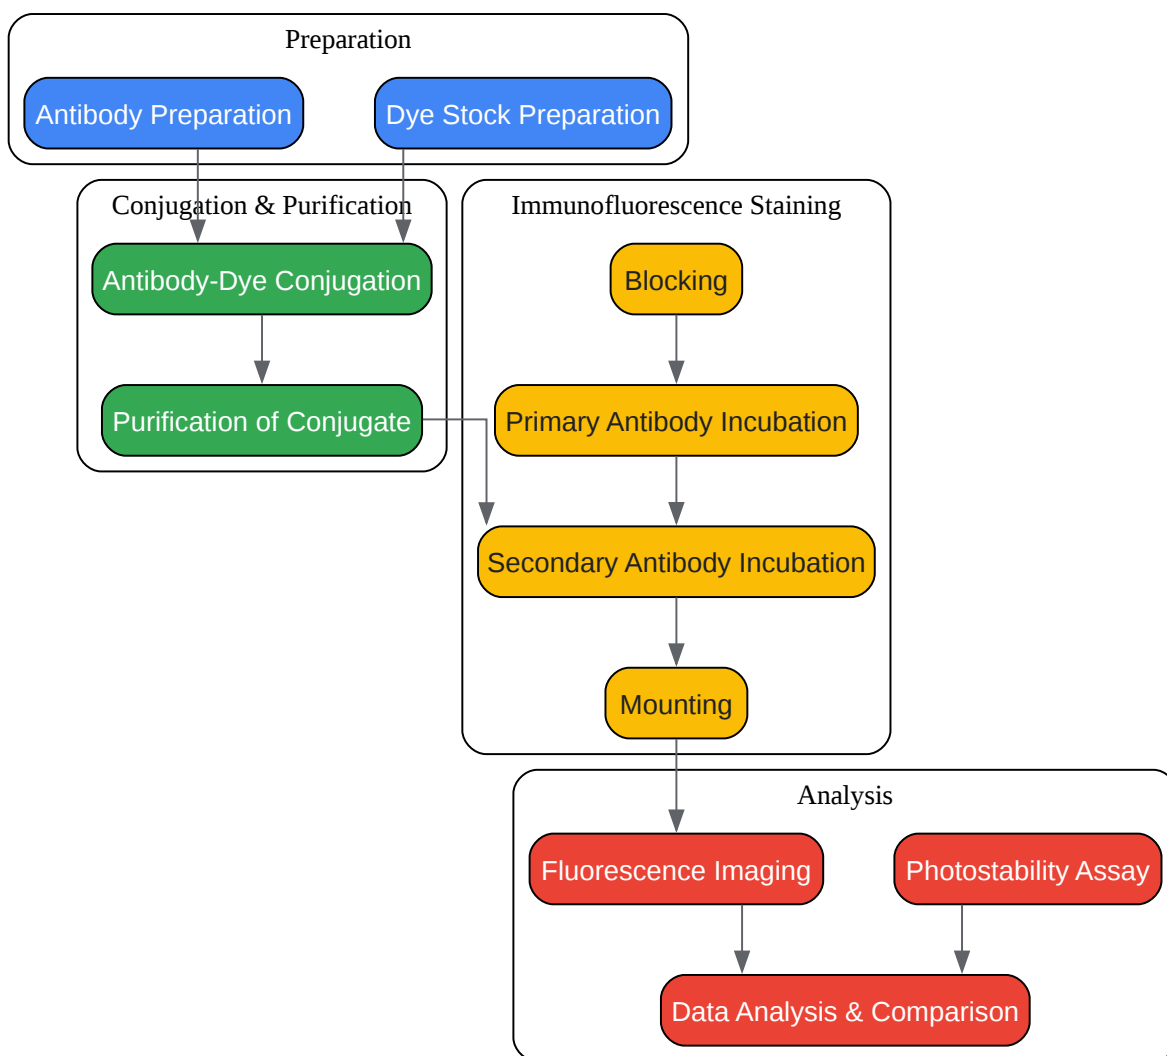 Preparation
Antibody Preparation
Dye Stock Preparation
Conjugation & Purification
Antibody-Dye Conjugation
Purification of Conjugate
Immunofluorescence Staining
Blocking
Primary Antibody Incubation
Secondary Antibody Incubation
Mounting
Analysis
Fluorescence Imaging
Photostability Assay
Data Analysis & Comparison